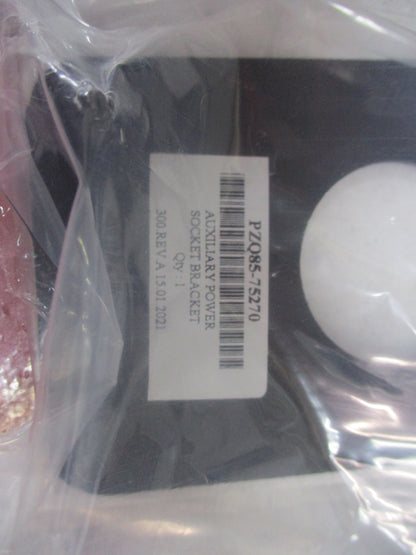 PZQ85-75270
AUXILIARY POWER
SOCKET BRACKET
Qty : 1
300.REV A 15.01.2021